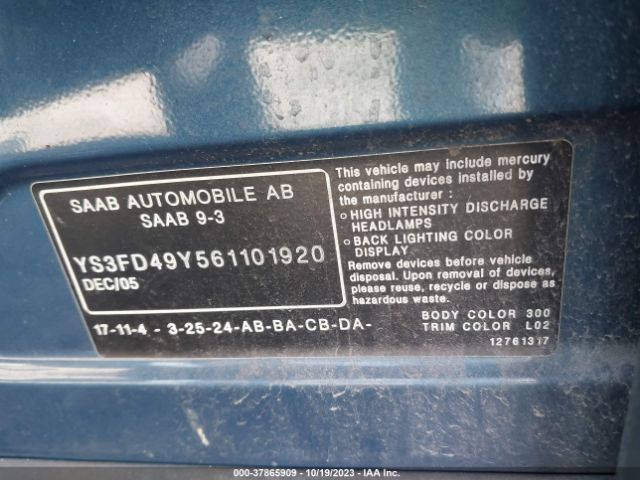 SAAB AUTOMOBILE AB
SAAB 9-3
YS3FD49Y561101920
DEC/05
17-11-4 - 3-25-24-AB-BA-CB-DA-
This vehicle may include mercury
containing devices installed by
the manufacturer :
o HIGH INTENSITY DISCHARGE
HEADLAMPS
o BACK LIGHTING COLOR
DISPLAY
Remove devices before vehicle
disposal. Upon removal of devices,
please reuse, recycle or dispose as
hazardous waste.
BODY COLOR 300
TRIM COLOR L02
12761317
000-37865909 - 10/19/2023 - IAA Inc.